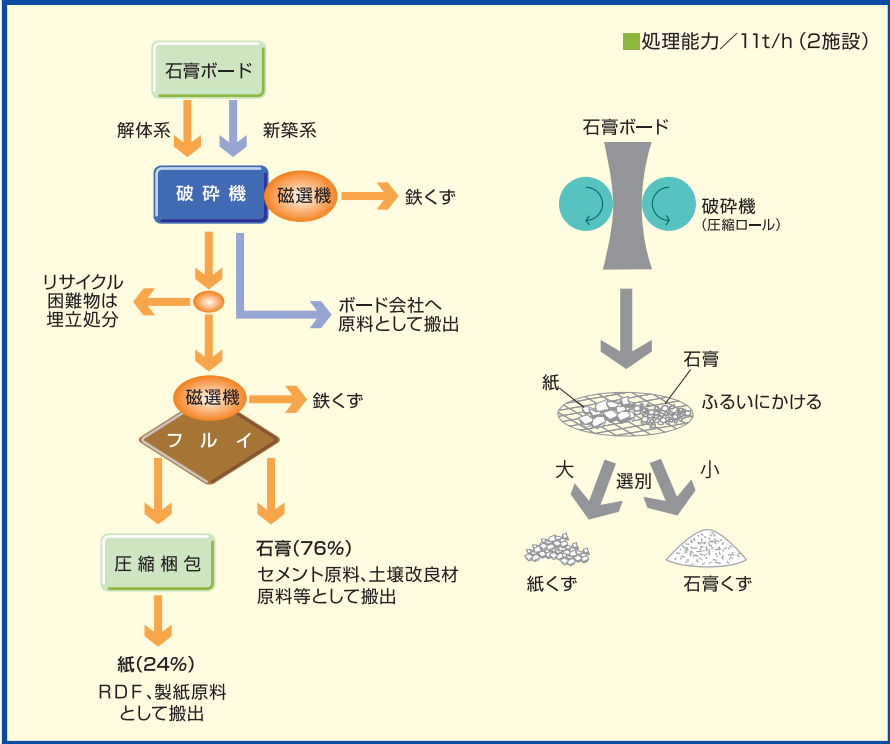 ■処理能力／11t/h（2施設）
石膏ボード
解体系
新築系
破砕機
磁選機
鉄くず
リサイクル
困難物は
埋立処分
ボード会社へ
原料として搬出
磁選機
鉄くず
フルイ
圧縮梱包
石膏(76%)
セメント原料、土壌改良材
原料等として搬出
紙(24%)
ＲＤＦ、製紙原料
として搬出
石膏ボード
破砕機
（圧縮ロール）
紙
石膏
ふるいにかける
大
選別
小
紙くず
石膏くず